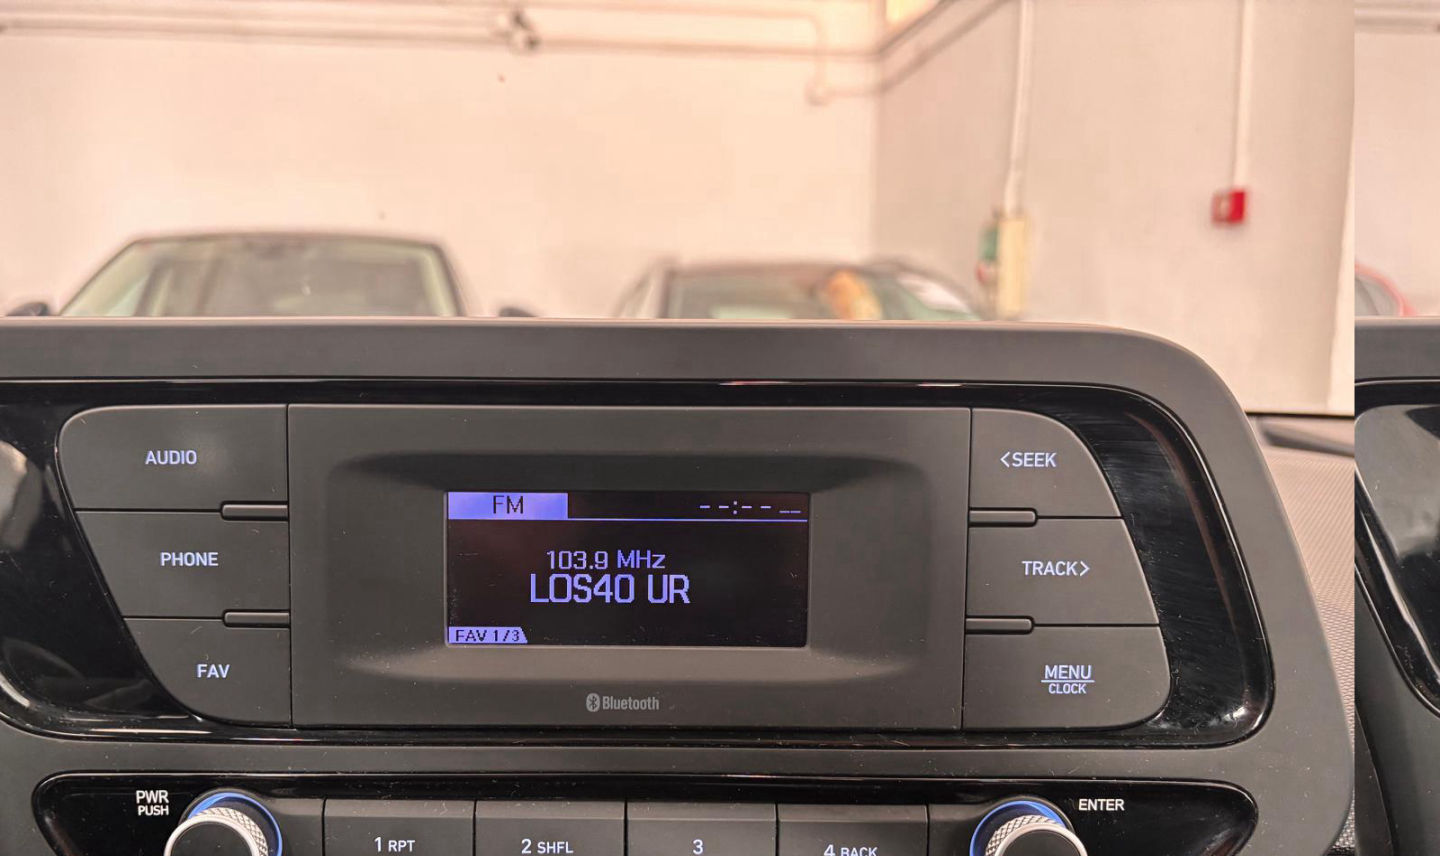 AUDIO
<SEEK
FM
--:-- --
103.9 MHz
PHONE
TRACK>
LOS40 UR
FAV 1/3
FAV
MENU
CLOCK
Bluetooth
PWR
PUSH
ENTER
1 RPT
2 SHFL
3
4 BACK